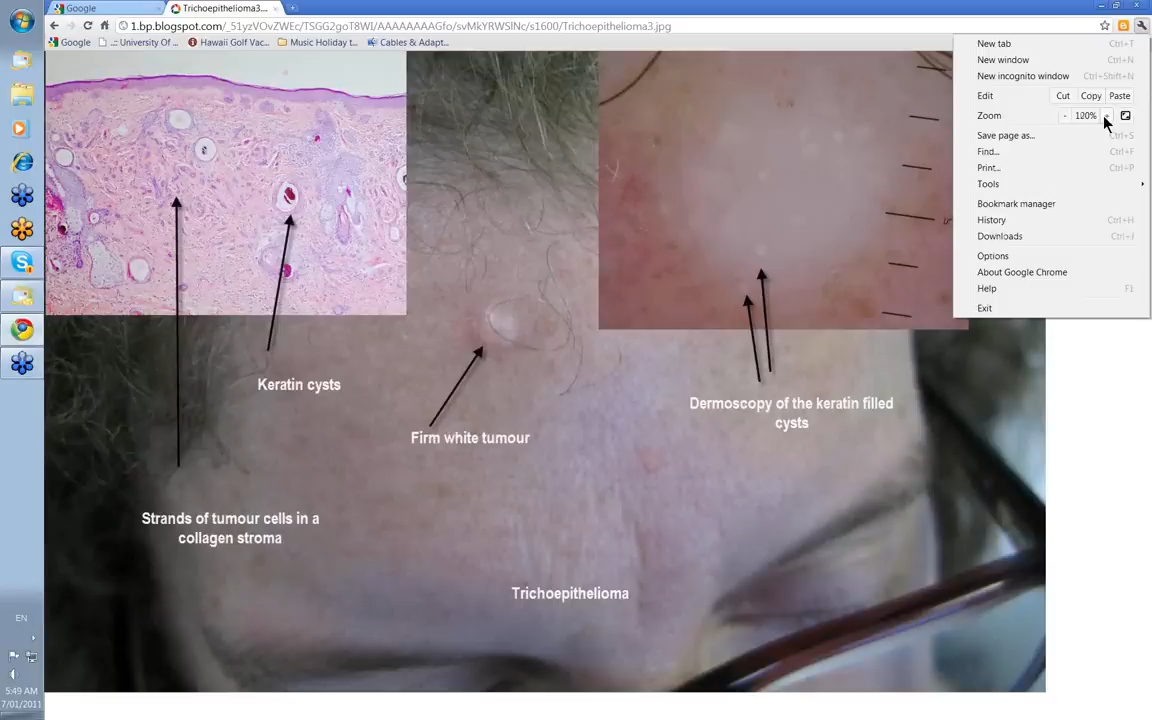 Google
Trichoepithelioma3....
1.bp.blogspot.com/_51yzVOvZWEc/TSGG2goT8WI/AAAAAAAAGfo/svMkYRWSlNc/s1600/Trichoepithelioma3.jpg
Google
..:: University Of ...
Hawaii Golf Vac...
Music Holiday t...
Cables & Adapt...
New tab Ctrl+T
New window Ctrl+N
New incognito window Ctrl+Shift+N
Edit Cut Copy Paste
Zoom - +
Save page as... Ctrl+S
Find... Ctrl+F
Print... Ctrl+P
Tools
Bookmark manager
History Ctrl+H
Downloads Ctrl+J
Options
About Google Chrome
Help F1
Exit
Keratin cysts
Firm white tumour
Dermoscopy of the keratin filled
cysts
Strands of tumour cells in a
collagen stroma
Trichoepithelioma
EN
5:49 AM
7/01/2011